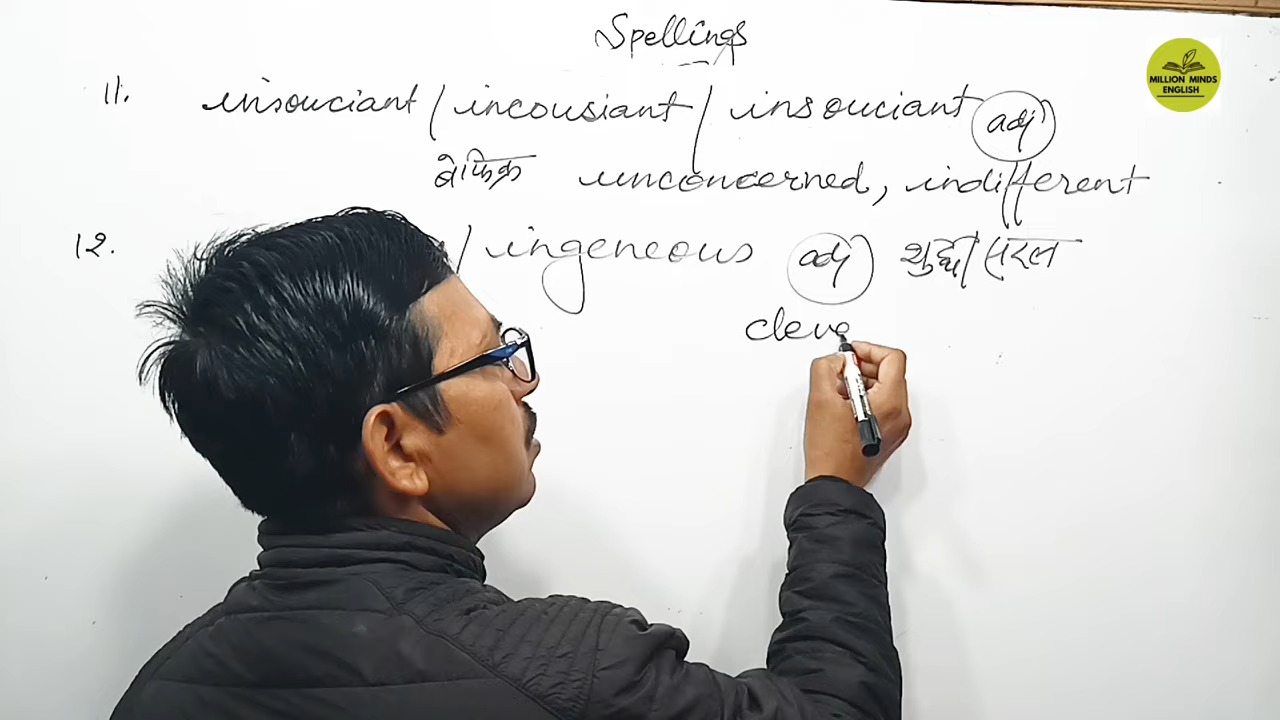 Spellings
11. insouciant / incousiant / insouciant adj
बेफिक्र unconcerned, indifferent
12. / ingeneous adj शुद्ध / सरल
cleve
MILLION MINDS
ENGLISH